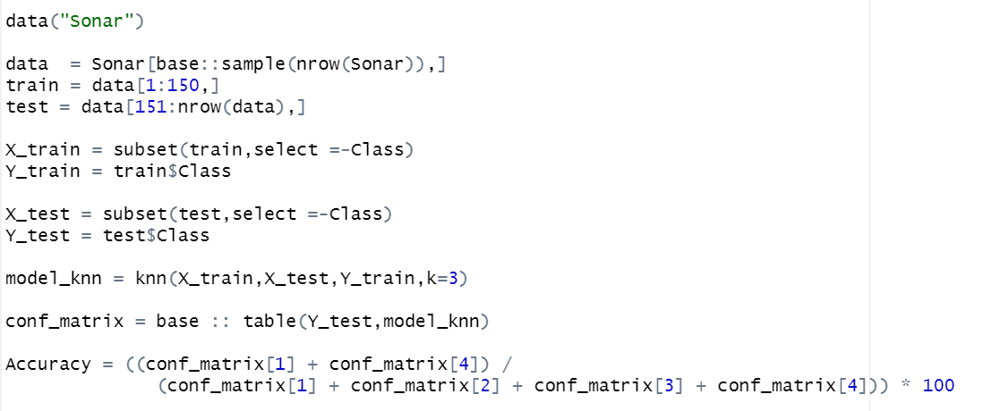 data("Sonar")
data  = Sonar[base::sample(nrow(Sonar)),]
train = data[1:150,]
test = data[151:nrow(data),]
X_train = subset(train,select =-Class)
Y_train = train$Class
X_test = subset(test,select =-Class)
Y_test = test$Class
model_knn = knn(X_train,X_test,Y_train,k=3)
conf_matrix = base :: table(Y_test,model_knn)
Accuracy = ((conf_matrix[1] + conf_matrix[4]) /
              (conf_matrix[1] + conf_matrix[2] + conf_matrix[3] + conf_matrix[4])) * 100